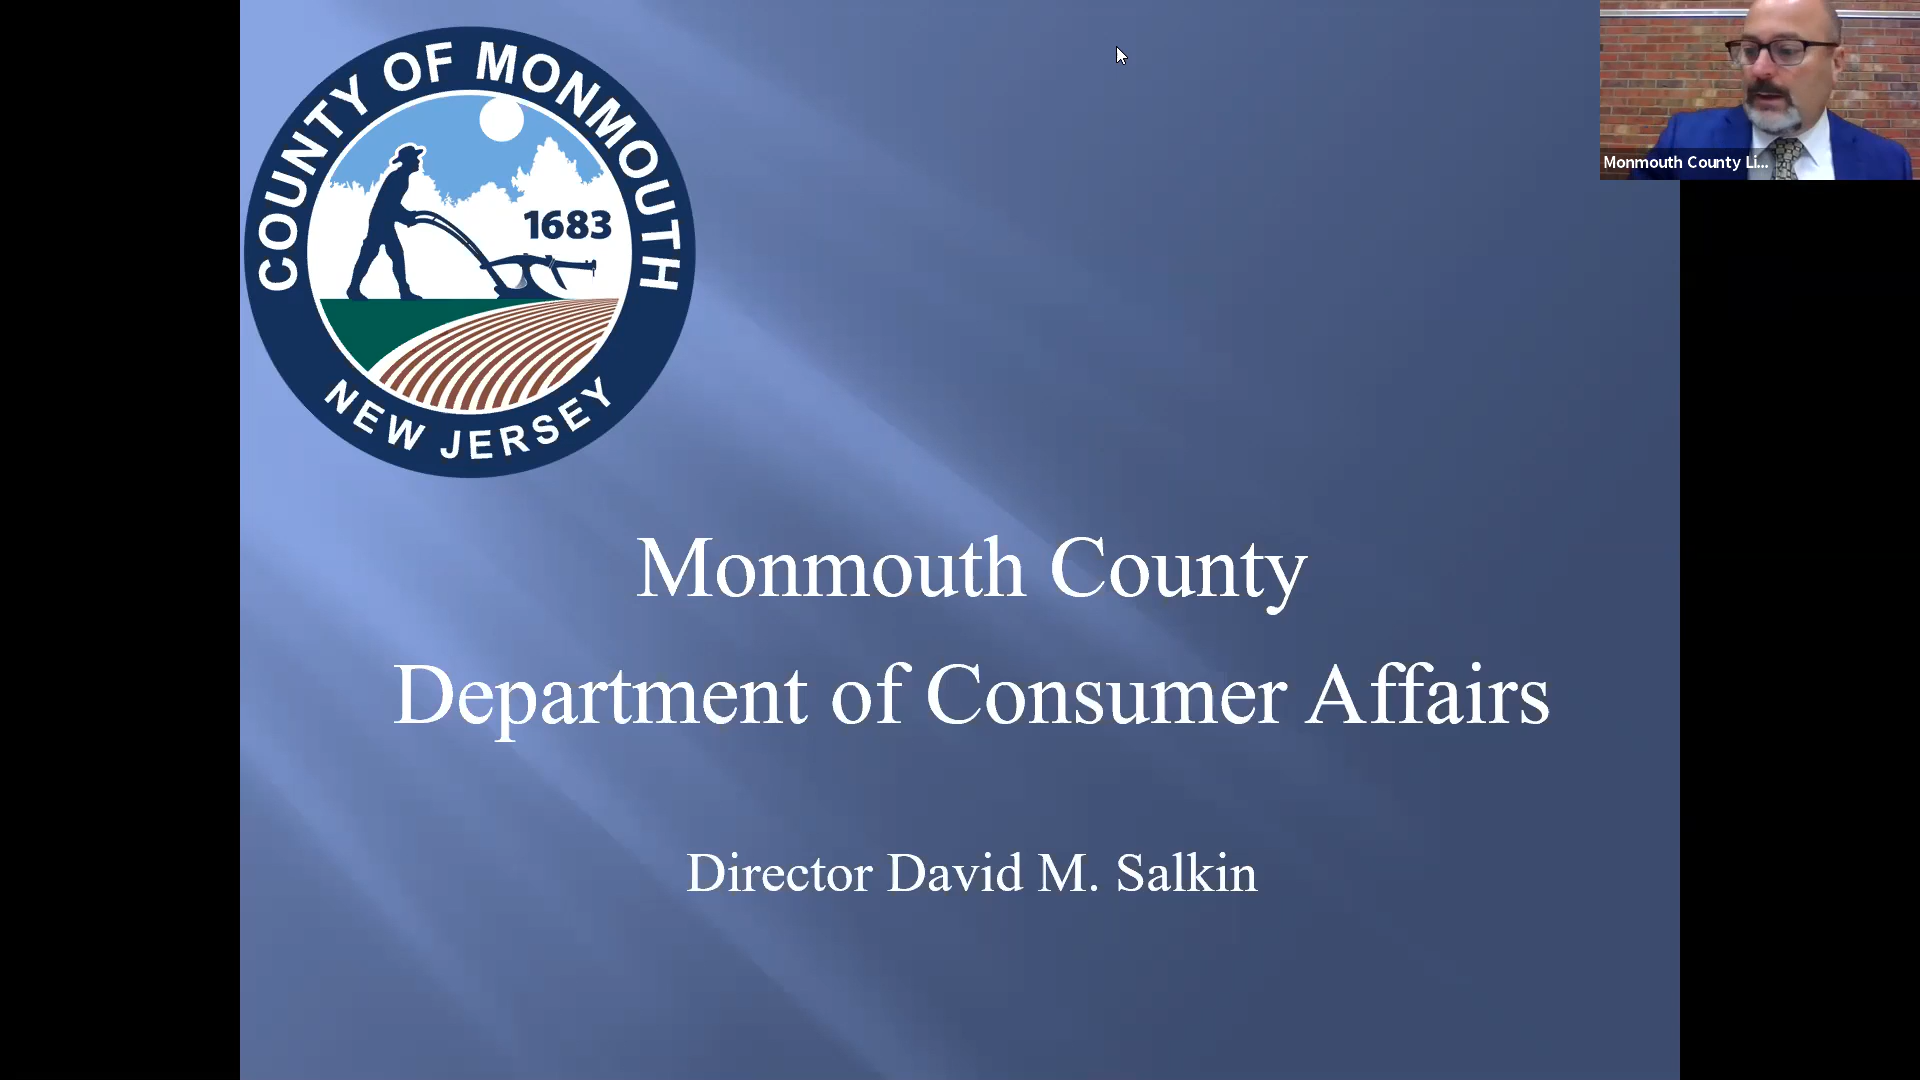 COUNTY OF MONMOUTH
1683
NEW JERSEY
Monmouth County Li...
Monmouth County
Department of Consumer Affairs
Director David M. Salkin